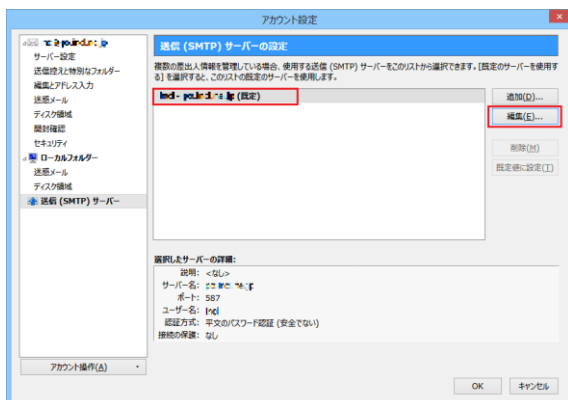 アカウント設定
サーバー設定
送信控えと特別なフォルダー
編集とアドレス入力
迷惑メール
ディスク領域
開封確認
セキュリティ
ローカルフォルダー
迷惑メール
ディスク領域
送信 (SMTP) サーバー
アカウント操作(A)
送信 (SMTP) サーバーの設定
複数の差出人情報を管理している場合、使用する送信 (SMTP) サーバーをこのリストから選択できます。[既定のサーバーを使用す
る] を選択すると、このリストの既定のサーバーを使用します。
(既定)
追加(D)...
編集(E)...
削除(M)
既定値に設定(T)
選択したサーバーの詳細:
説明: <なし>
サーバー名:
ポート: 587
ユーザー名:
認証方式: 平文のパスワード認証 (安全でない)
接続の保護: なし
OK
キャンセル